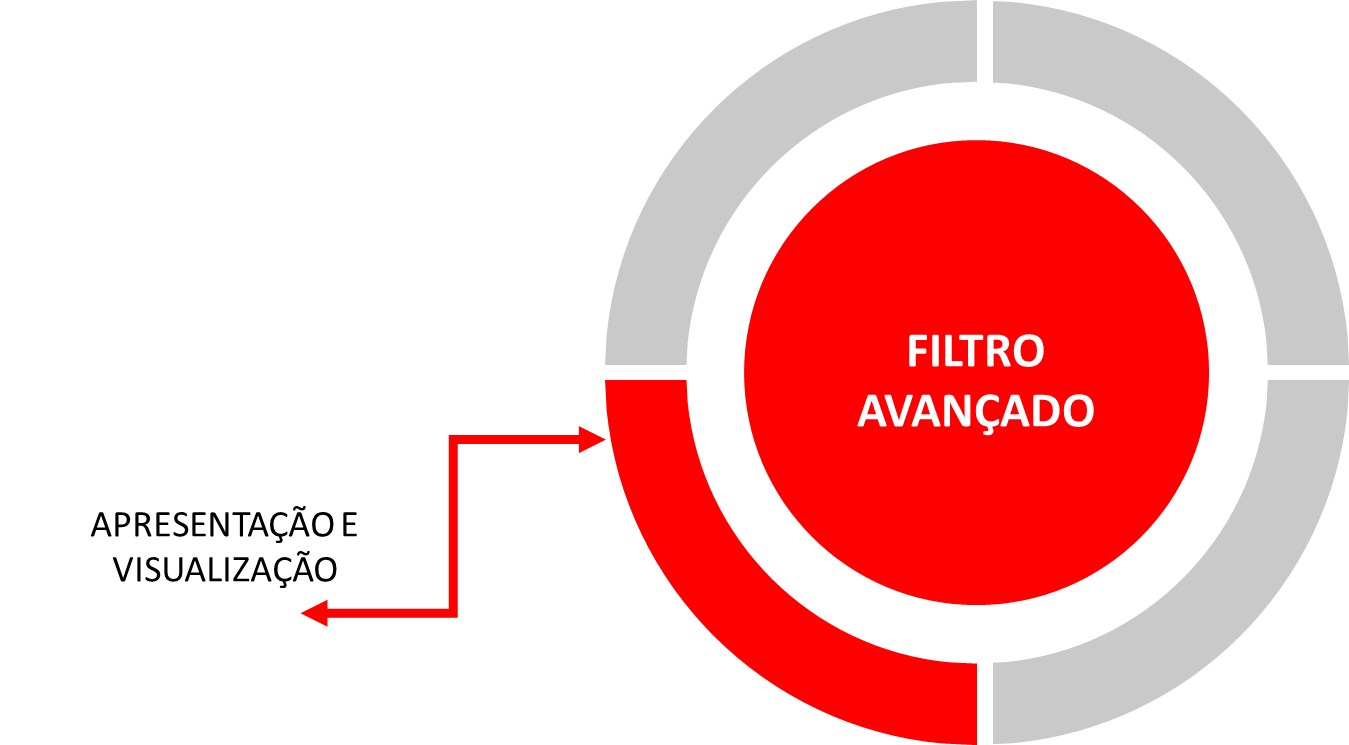 FILTRO
AVANÇADO
APRESENTAÇÃO E
VISUALIZAÇÃO